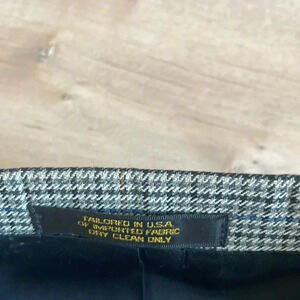 TAILORED IN U.S.A.
OF IMPORTED FABRIC
DRY CLEAN ONLY